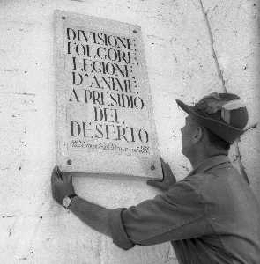 DIVISIONE
FOLGORE
LEGIONE
D'ANIME
A PRESIDIO
DEL
DESERTO